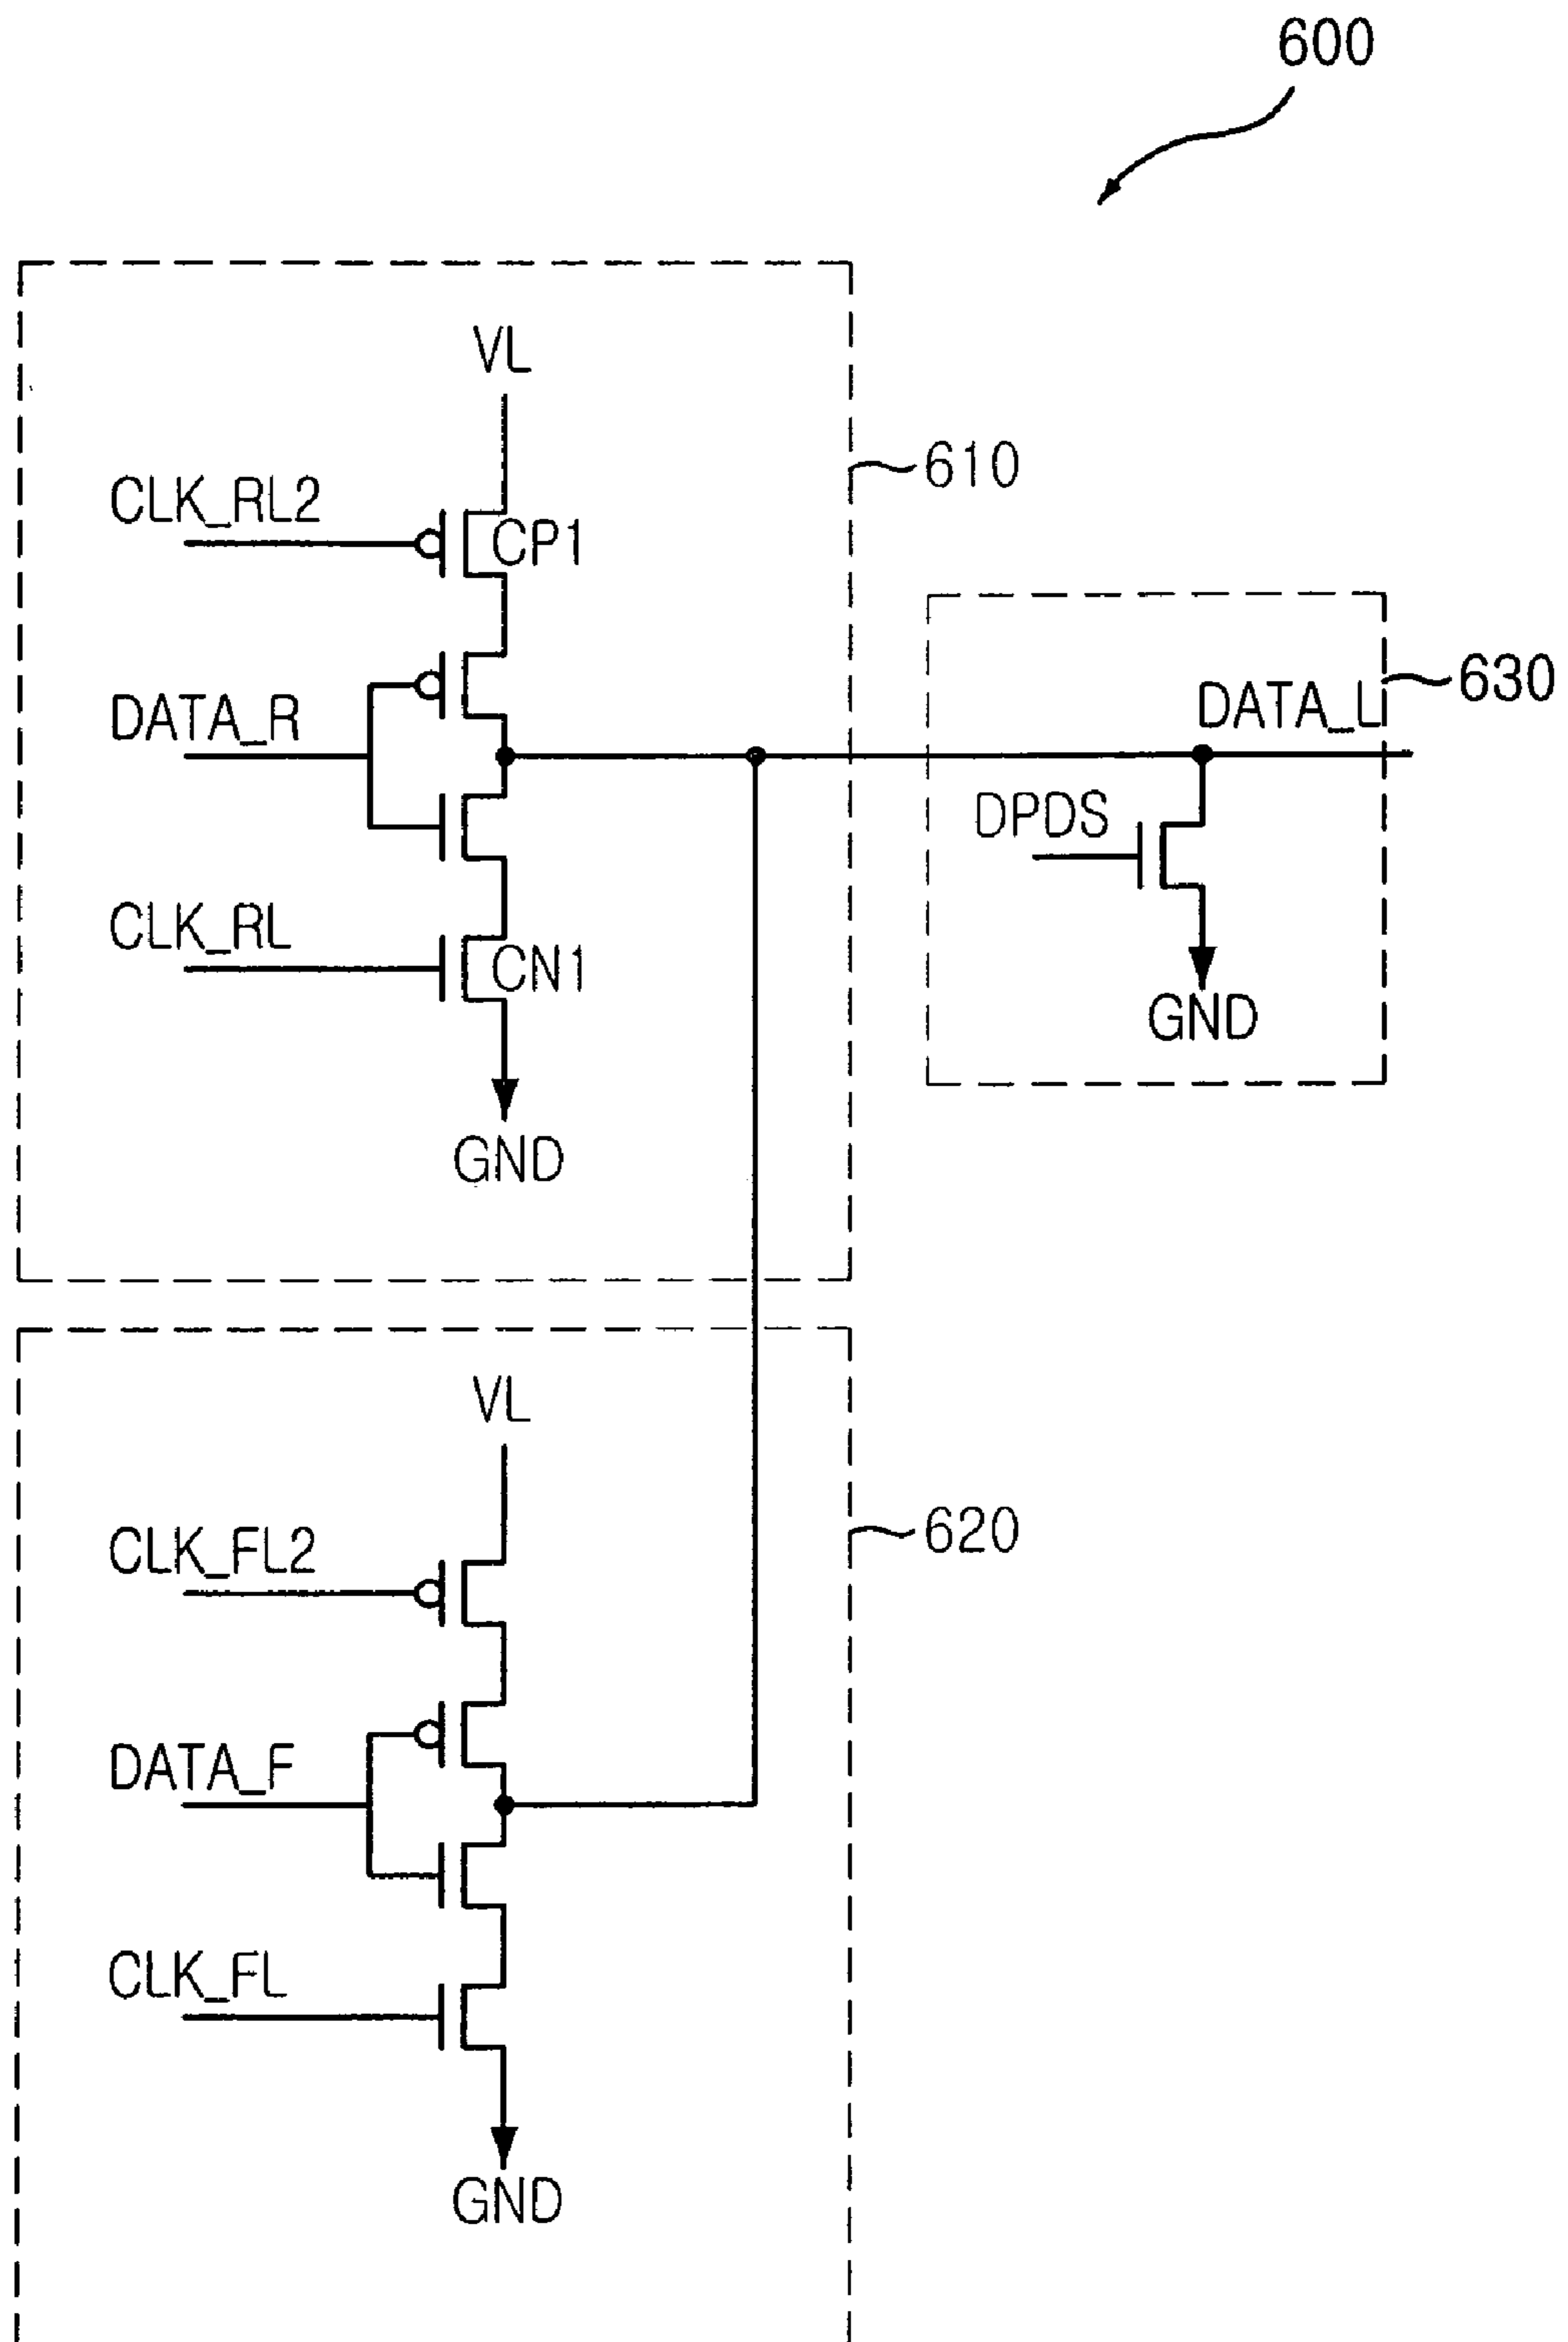 600
VL
610
CLK_RL2
CP1
DATA_R
630
DATA_L
DPDS
CLK_RL
CN1
GND
GND
VL
620
CLK_FL2
DATA_F
CLK_FL
GND